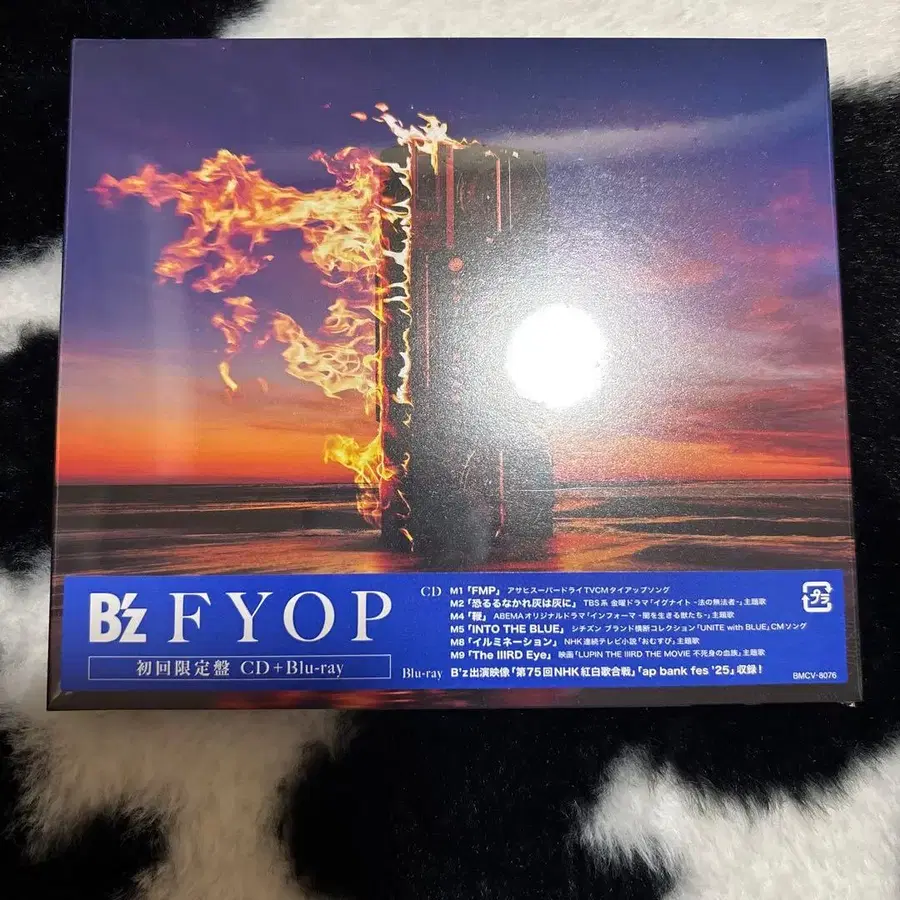 B'z FYOP
初回限定盤 CD+Blu-ray
CD M1「FMP」 アサヒスーパードライTVCMタイアップソング
M2「恐るるなかれ灰は灰に」 TBS系 金曜ドラマ「イグナイト -法の無法者-」主題歌
M4「鞭」 ABEMAオリジナルドラマ「インフォーマ -闇を生きる獣たち-」主題歌
M5「INTO THE BLUE」 シチズン ブランド横断コレクション「UNITE with BLUE」CMソング
M8「イルミネーション」 NHK連続テレビ小説「おむすび」主題歌
M9「The IIIRD Eye」 映画「LUPIN THE IIIRD THE MOVIE 不死身の血族」主題歌
Blu-ray B'z出演映像「第75回NHK紅白歌合戦」「ap bank fes '25」収録!
プラ
BMCV-8076